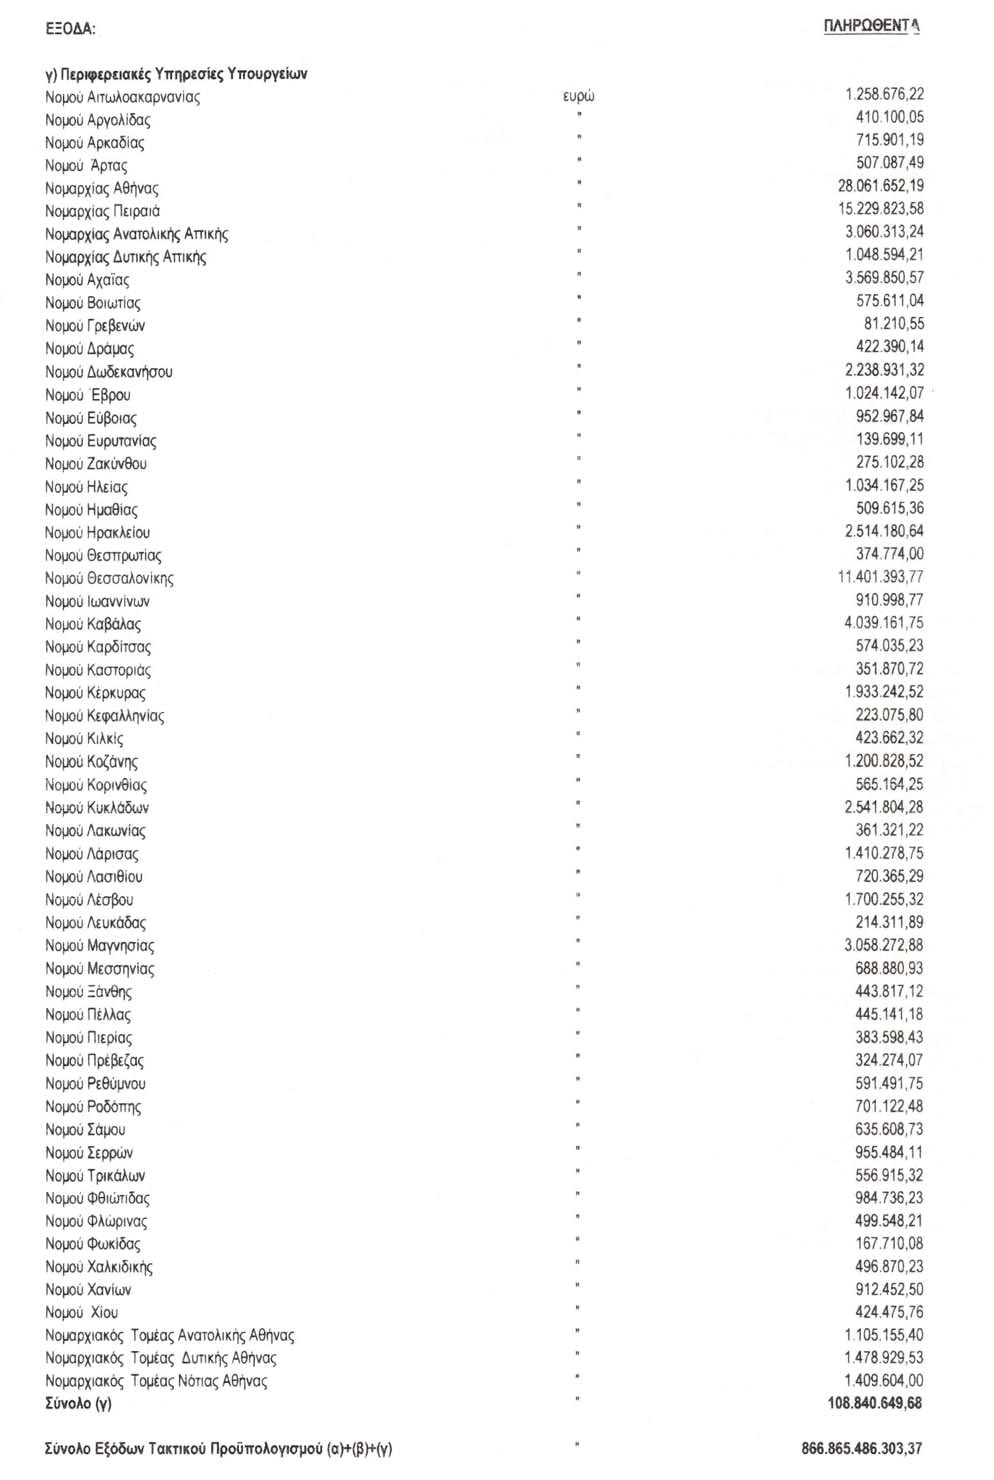 ΕΞΟΔΑ: ΠΛΗΡΩΘΕΝΤΑ
γ) Περιφερειακές Υπηρεσίες Υπουργείων
Νομού Αιτωλοακαρνανίας ευρώ 1.258.676,22
Νομού Αργολίδας " 410.100,05
Νομού Αρκαδίας " 715.901,19
Νομού Άρτας " 507.087,49
Νομαρχίας Αθήνας " 28.061.652,19
Νομαρχίας Πειραιά " 15.229.823,58
Νομαρχίας Ανατολικής Αττικής " 3.060.313,24
Νομαρχίας Δυτικής Αττικής " 1.048.594,21
Νομού Αχαΐας " 3.569.850,57
Νομού Βοιωτίας " 575.611,04
Νομού Γρεβενών " 81.210,55
Νομού Δράμας " 422.390,14
Νομού Δωδεκανήσου " 2.238.931,32
Νομού Έβρου " 1.024.142,07
Νομού Εύβοιας " 952.967,84
Νομού Ευρυτανίας " 139.699,11
Νομού Ζακύνθου " 275.102,28
Νομού Ηλείας " 1.034.167,25
Νομού Ημαθίας " 509.615,36
Νομού Ηρακλείου " 2.514.180,64
Νομού Θεσπρωτίας " 374.774,00
Νομού Θεσσαλονίκης " 11.401.393,77
Νομού Ιωαννίνων " 910.998,77
Νομού Καβάλας " 4.039.161,75
Νομού Καρδίτσας " 574.035,23
Νομού Καστοριάς " 351.870,72
Νομού Κέρκυρας " 1.933.242,52
Νομού Κεφαλληνίας " 223.075,80
Νομού Κιλκίς " 423.662,32
Νομού Κοζάνης " 1.200.828,52
Νομού Κορινθίας " 565.164,25
Νομού Κυκλάδων " 2.541.804,28
Νομού Λακωνίας " 361.321,22
Νομού Λάρισας " 1.410.278,75
Νομού Λασιθίου " 720.365,29
Νομού Λέσβου " 1.700.255,32
Νομού Λευκάδας " 214.311,89
Νομού Μαγνησίας " 3.058.272,88
Νομού Μεσσηνίας " 688.880,93
Νομού Ξάνθης " 443.817,12
Νομού Πέλλας " 445.141,18
Νομού Πιερίας " 383.598,43
Νομού Πρέβεζας " 324.274,07
Νομού Ρεθύμνου " 591.491,75
Νομού Ροδόπης " 701.122,48
Νομού Σάμου " 635.608,73
Νομού Σερρών " 955.484,11
Νομού Τρικάλων " 556.915,32
Νομού Φθιώτιδας " 984.736,23
Νομού Φλώρινας " 499.548,21
Νομού Φωκίδας " 167.710,08
Νομού Χαλκιδικής " 496.870,23
Νομού Χανίων " 912.452,50
Νομού Χίου " 424.475,76
Νομαρχιακός Τομέας Ανατολικής Αθήνας " 1.105.155,40
Νομαρχιακός Τομέας Δυτικής Αθήνας " 1.478.929,53
Νομαρχιακός Τομέας Νότιας Αθήνας " 1.409.604,00
Σύνολο (γ) " 108.840.649,68
Σύνολο Εξόδων Τακτικού Προϋπολογισμού (α)+(β)+(γ) " 866.865.486.303,37